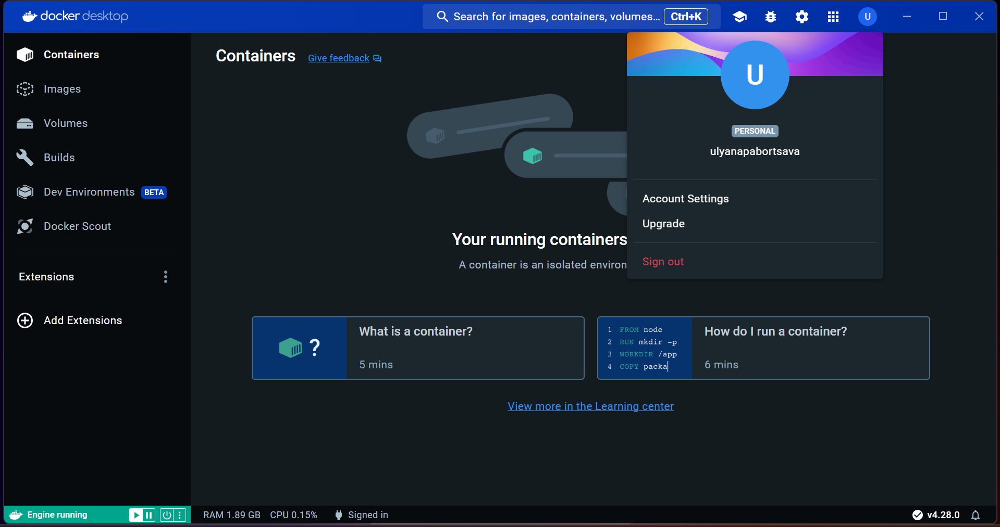 docker desktop
Search for images, containers, volumes... Ctrl+K
U
Containers
Images
Volumes
Builds
Dev Environments BETA
Docker Scout
Extensions
Add Extensions
Containers Give feedback
U
PERSONAL
ulyanapabortsava
Account Settings
Upgrade
Sign out
Your running containers
A container is an isolated environ
?
What is a container?
5 mins
1 FROM node
2 RUN mkdir -p
3 WORKDIR /app
4 COPY packa
How do I run a container?
6 mins
View more in the Learning center
Engine running
RAM 1.89 GB CPU 0.15% Signed in
v4.28.0